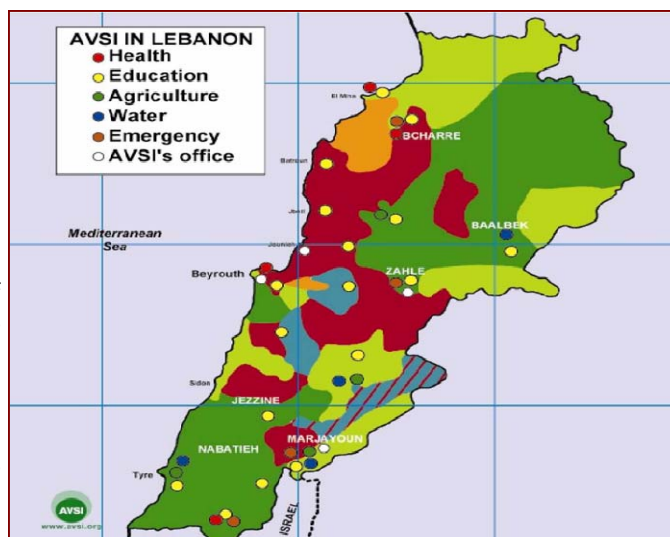 AVSI IN LEBANON
Health
Education
Agriculture
Water
Emergency
AVSI's office
El Mina
BCHARRE
Batroun
Jbeil
Mediterranean
Sea
Jounieh
BAALBEK
Beyrouth
ZAHLE
Sidon
JEZZINE
MARJAYOUN
NABATIEH
Tyre
ISRAEL
AVSI
www.avsi.org